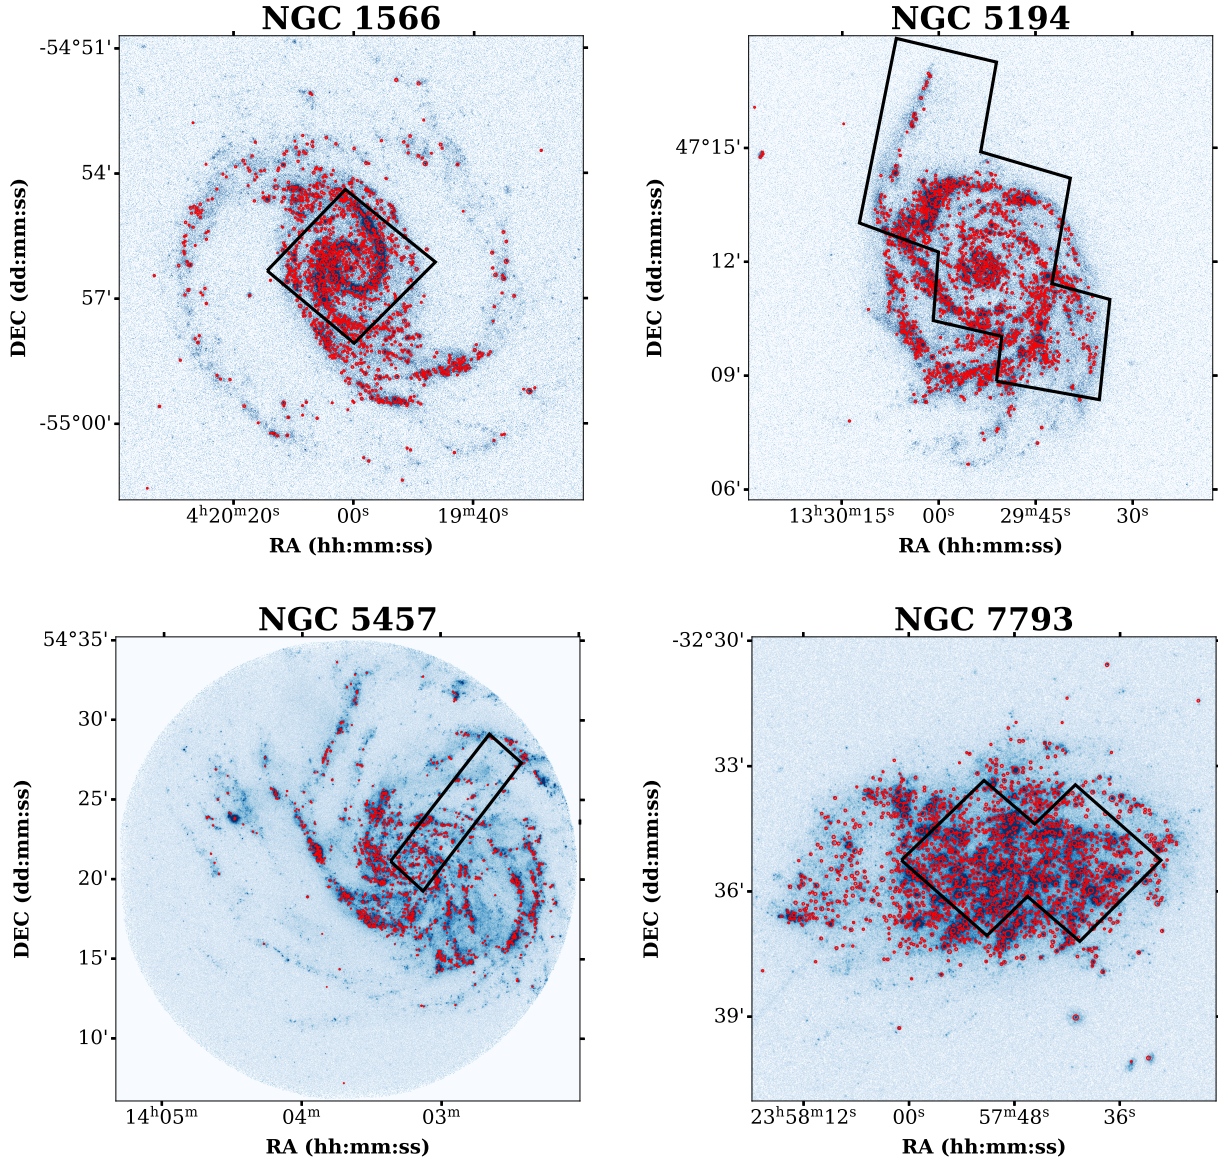 NGC 1566
-54°51'
54'
57'
-55°00'
DEC (dd:mm:ss)
4ʰ20ᵐ20ˢ
00ˢ
19ᵐ40ˢ
RA (hh:mm:ss)
NGC 5194
47°15'
12'
09'
06'
DEC (dd:mm:ss)
13ʰ30ᵐ15ˢ
00ˢ
29ᵐ45ˢ
30ˢ
RA (hh:mm:ss)
NGC 5457
54°35'
30'
25'
20'
15'
10'
DEC (dd:mm:ss)
14ʰ05ᵐ
04ᵐ
03ᵐ
RA (hh:mm:ss)
NGC 7793
-32°30'
33'
36'
39'
DEC (dd:mm:ss)
23ʰ58ᵐ12ˢ
00ˢ
57ᵐ48ˢ
36ˢ
RA (hh:mm:ss)